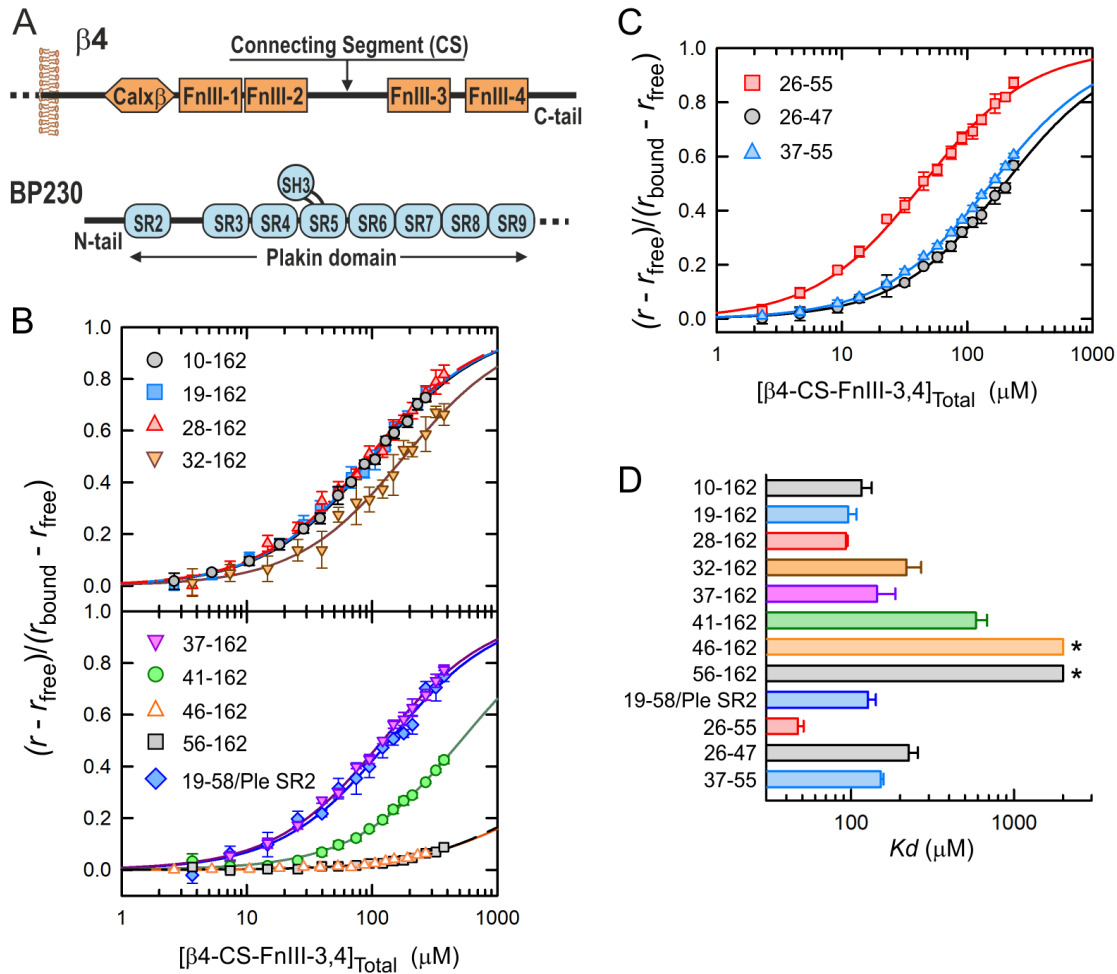 A
β4
Connecting Segment (CS)
Calxβ
FnIII-1
FnIII-2
FnIII-3
FnIII-4
C-tail
BP230
SH3
SR2
SR3
SR4
SR5
SR6
SR7
SR8
SR9
N-tail
Plakin domain
B
1.0
0.8
0.6
0.4
0.2
0.0
10-162
19-162
28-162
32-162
1.0
0.8
0.6
0.4
0.2
0.0
37-162
41-162
46-162
56-162
19-58/Ple SR2
(r - rfree)/(rbound - rfree)
1
10
100
1000
[β4-CS-FnIII-3,4]Total (μM)
C
1.0
0.8
0.6
0.4
0.2
0.0
26-55
26-47
37-55
(r - rfree)/(rbound - rfree)
1
10
100
1000
[β4-CS-FnIII-3,4]Total (μM)
D
10-162
19-162
28-162
32-162
37-162
41-162
46-162
*
56-162
*
19-58/Ple SR2
26-55
26-47
37-55
100
1000
Kd (μM)